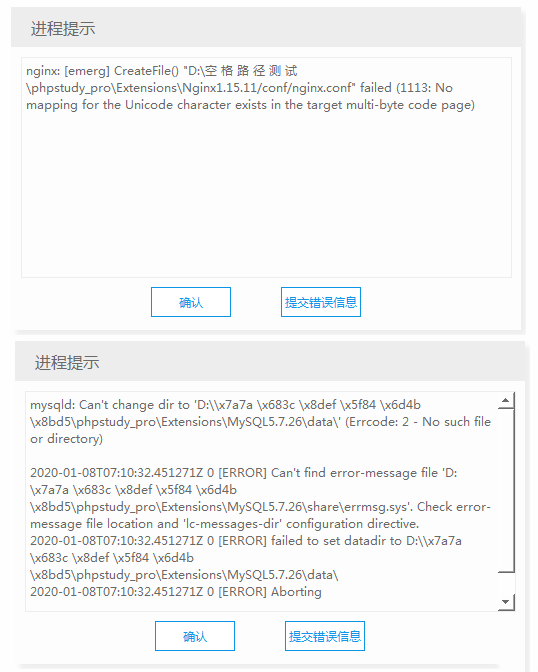 进程提示
nginx: [emerg] CreateFile() "D:\空 格 路 径 测 试
\phpstudy_pro\Extensions\Nginx1.15.11/conf/nginx.conf" failed (1113: No
mapping for the Unicode character exists in the target multi-byte code page)
确认
提交错误信息
进程提示
mysqld: Can't change dir to 'D:\\x7a7a \x683c \x8def \x5f84 \x6d4b
\x8bd5\phpstudy_pro\Extensions\MySQL5.7.26\data\' (Errcode: 2 - No such file
or directory)
2020-01-08T07:10:32.451271Z 0 [ERROR] Can't find error-message file 'D:
\x7a7a \x683c \x8def \x5f84 \x6d4b
\x8bd5\phpstudy_pro\Extensions\MySQL5.7.26\share\errmsg.sys'. Check error-
message file location and 'lc-messages-dir' configuration directive.
2020-01-08T07:10:32.451271Z 0 [ERROR] failed to set datadir to D:\\x7a7a
\x683c \x8def \x5f84 \x6d4b
\x8bd5\phpstudy_pro\Extensions\MySQL5.7.26\data\
2020-01-08T07:10:32.451271Z 0 [ERROR] Aborting
确认
提交错误信息